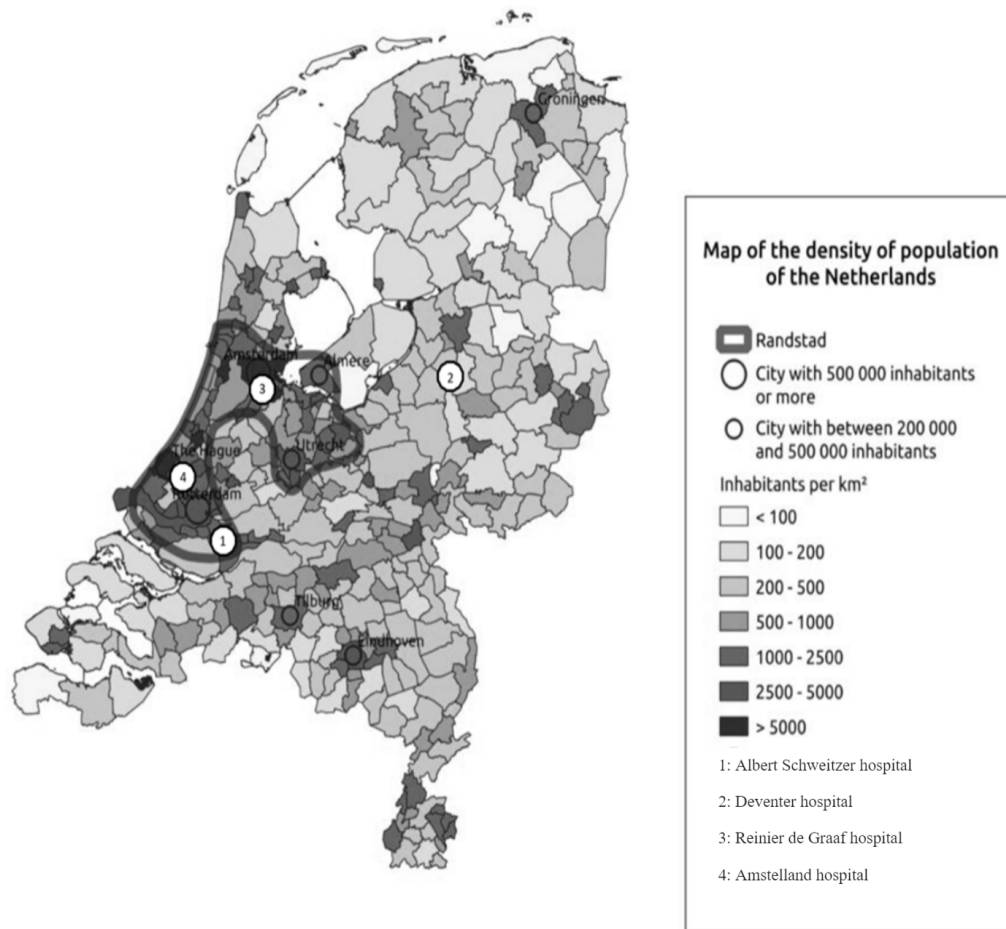 Groningen
Amsterdam
Almere
3
2
The Hague
Utrecht
4
Rotterdam
1
Tilburg
Eindhoven
Map of the density of population
of the Netherlands
Randstad
City with 500 000 inhabitants
or more
City with between 200 000
and 500 000 inhabitants
Inhabitants per km²
< 100
100 - 200
200 - 500
500 - 1000
1000 - 2500
2500 - 5000
> 5000
1: Albert Schweitzer hospital
2: Deventer hospital
3: Reinier de Graaf hospital
4: Amstelland hospital